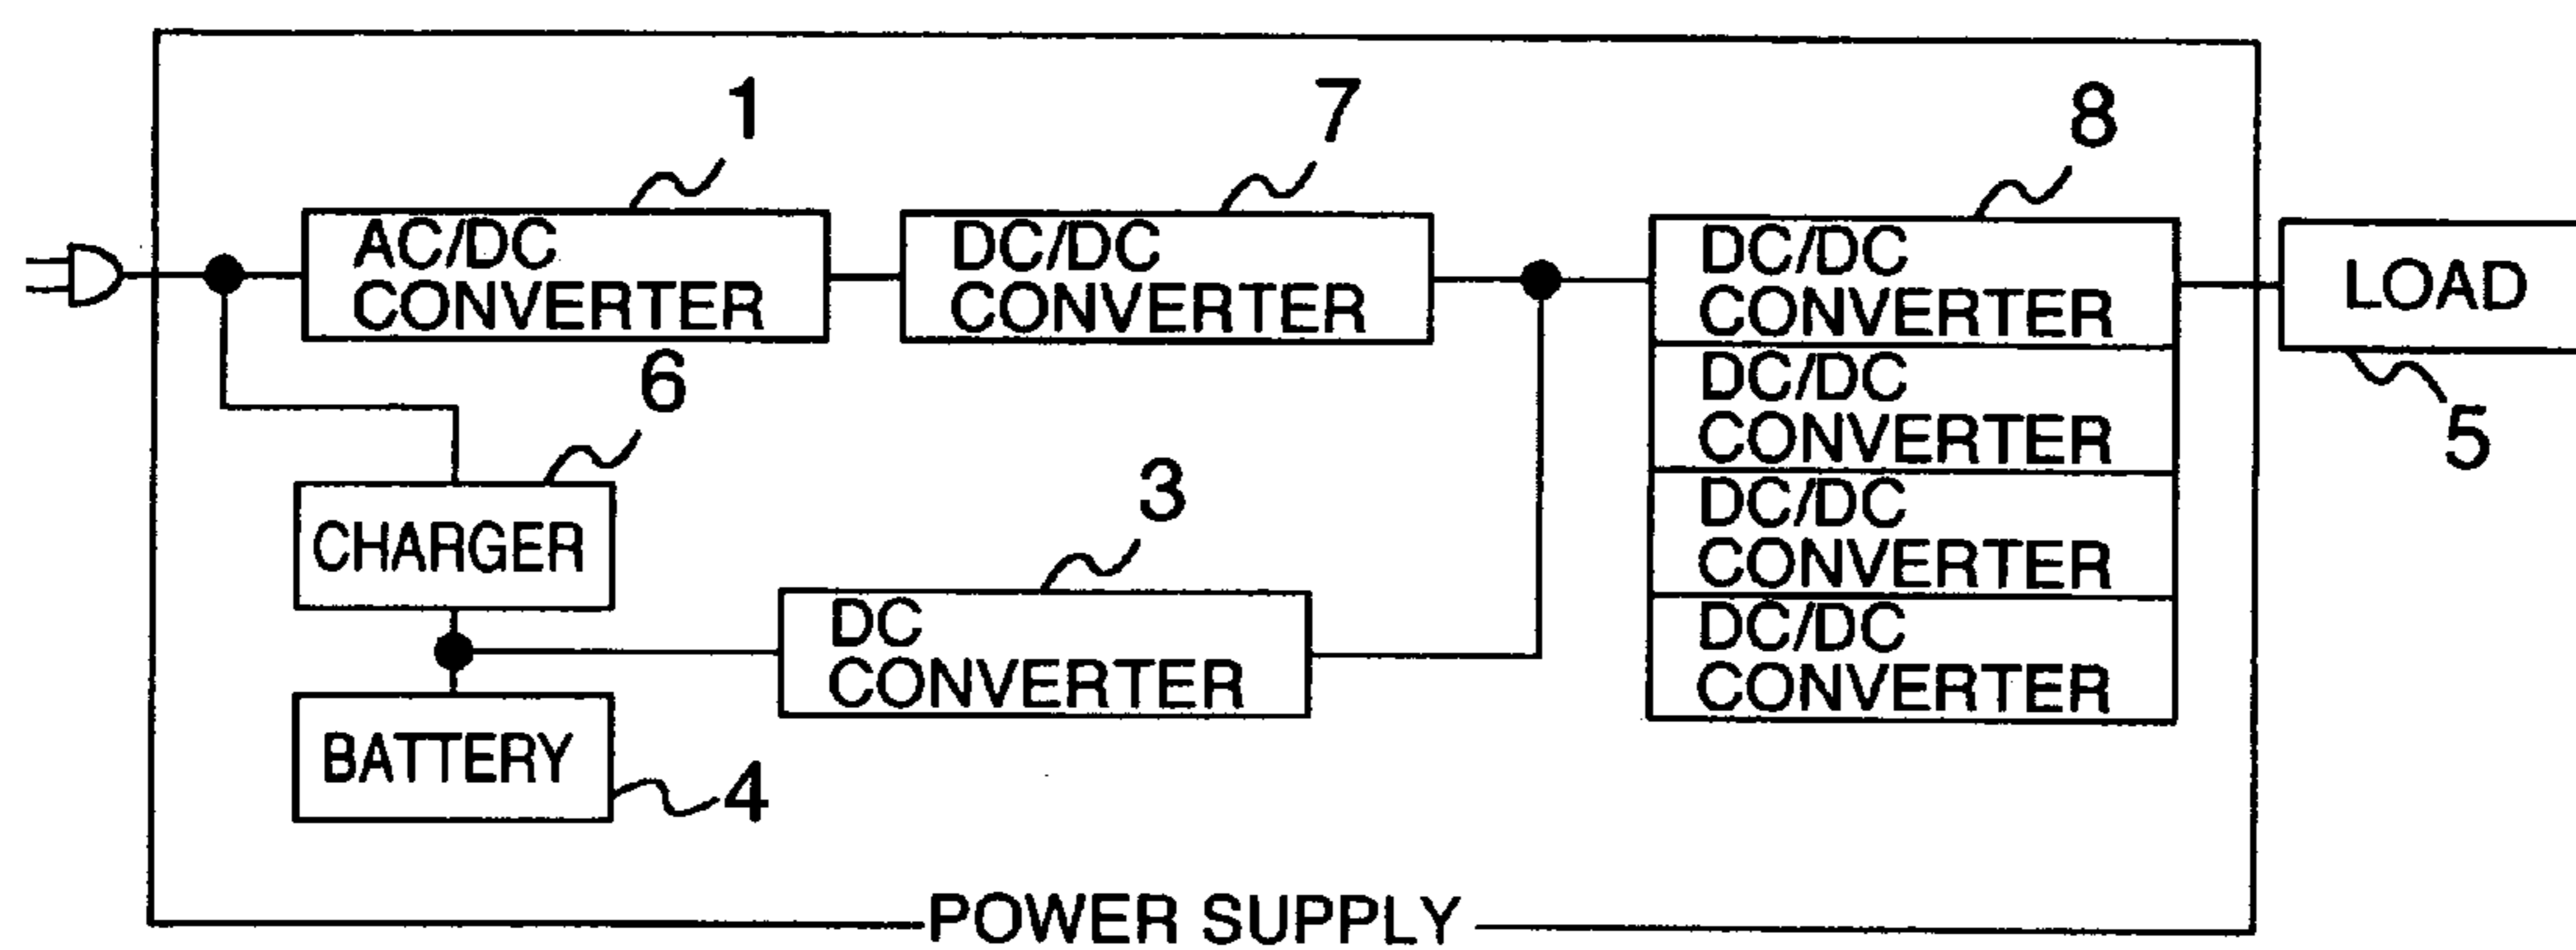 1
7
8
AC/DC
CONVERTER
DC/DC
CONVERTER
DC/DC
CONVERTER
LOAD
5
DC/DC
CONVERTER
DC/DC
CONVERTER
DC/DC
CONVERTER
6
CHARGER
3
DC
CONVERTER
BATTERY
4
POWER SUPPLY